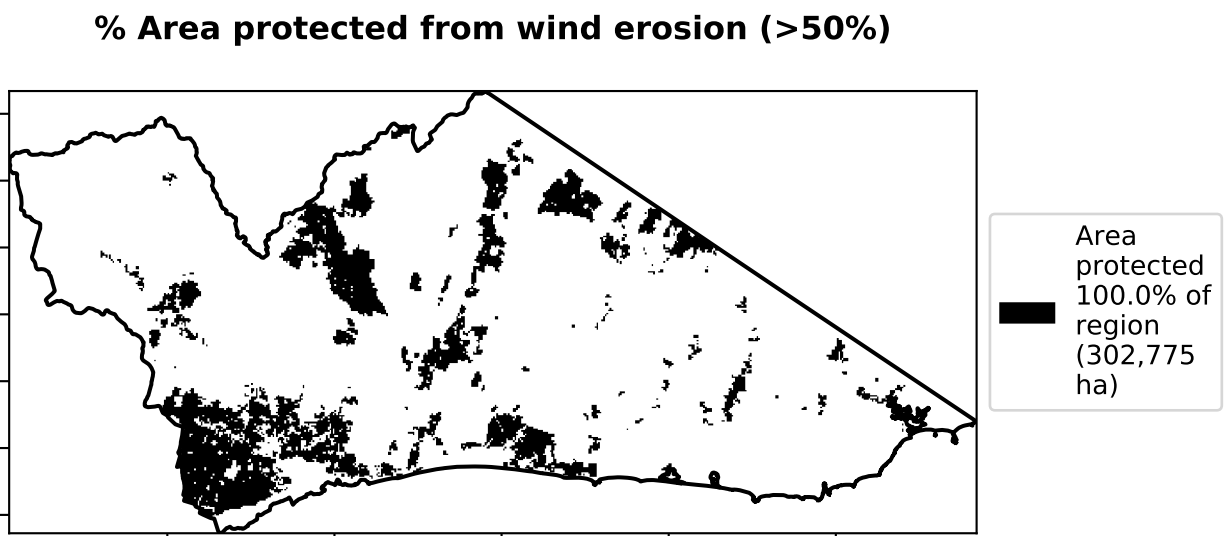 % Area protected from wind erosion (>50%)
Area
protected
100.0% of
region
(302,775
ha)